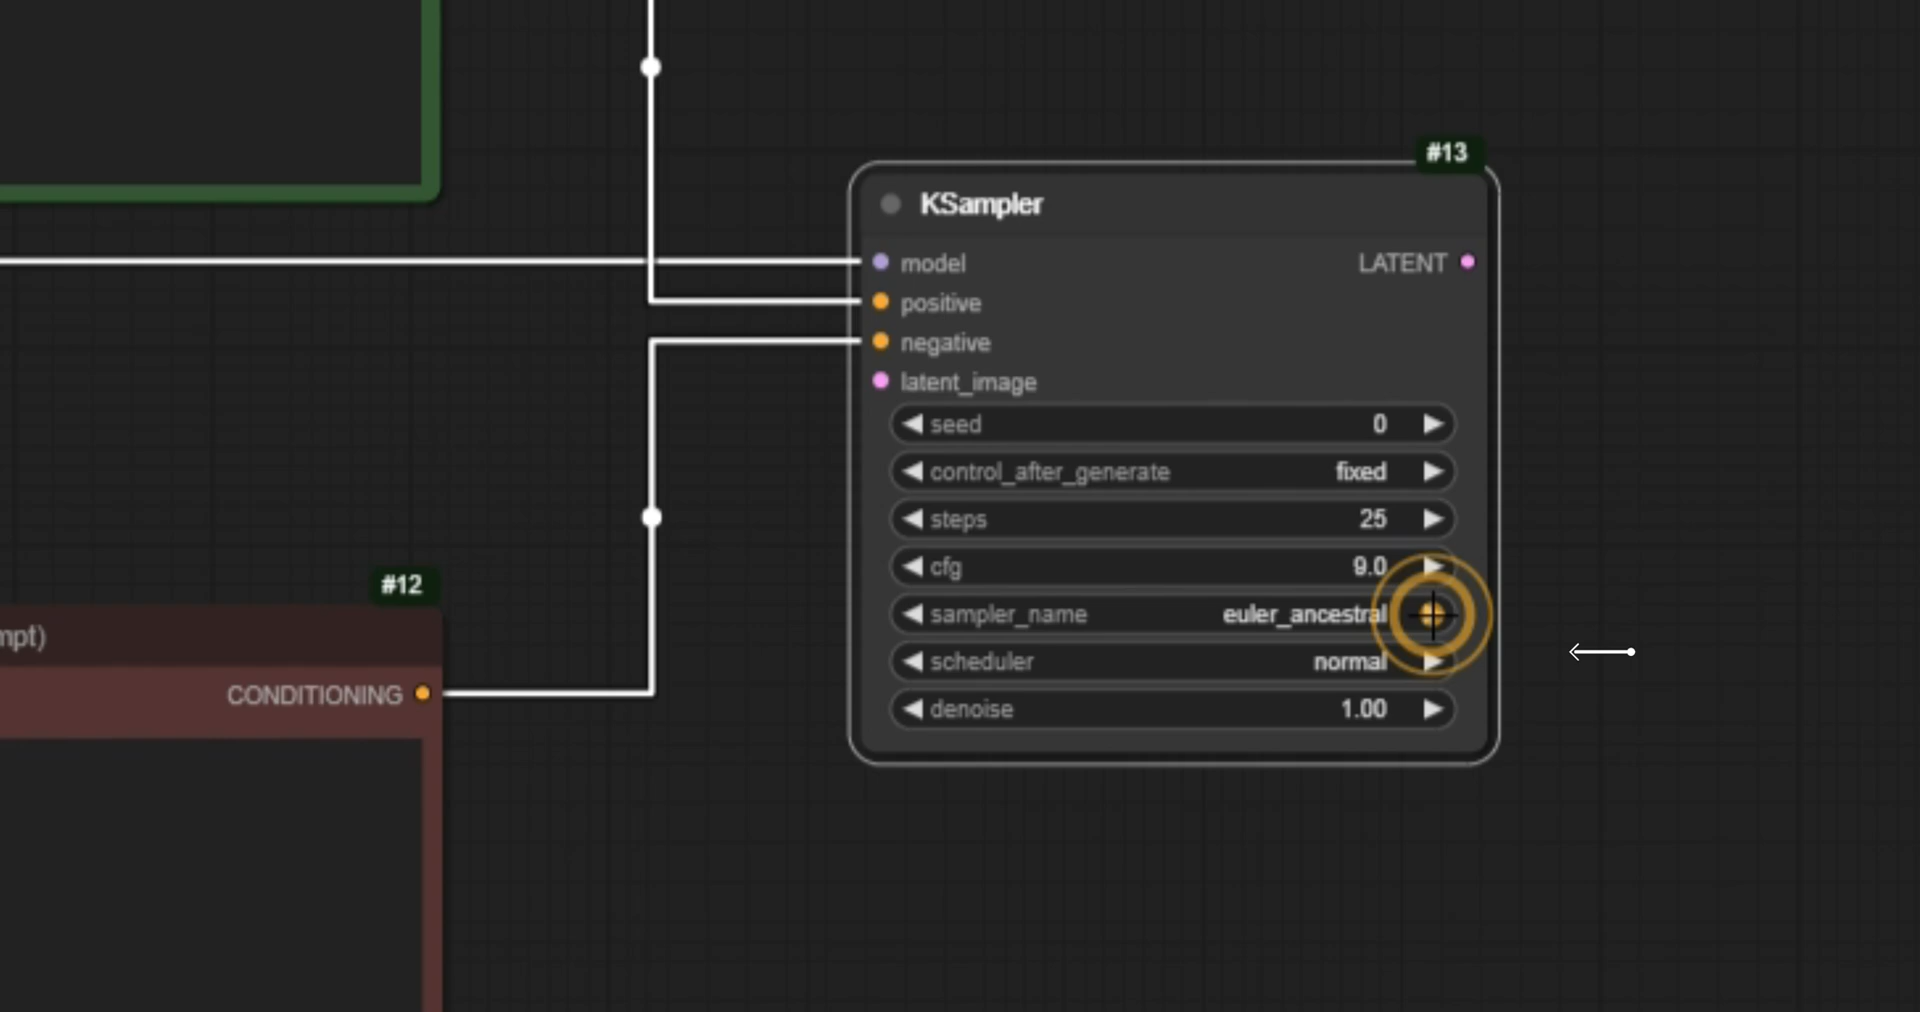 #13
KSampler
model
LATENT
positive
negative
latent_image
seed 0
control_after_generate fixed
steps 25
cfg 9.0
sampler_name euler_ancestral
scheduler normal
denoise 1.00
#12
mpt)
CONDITIONING